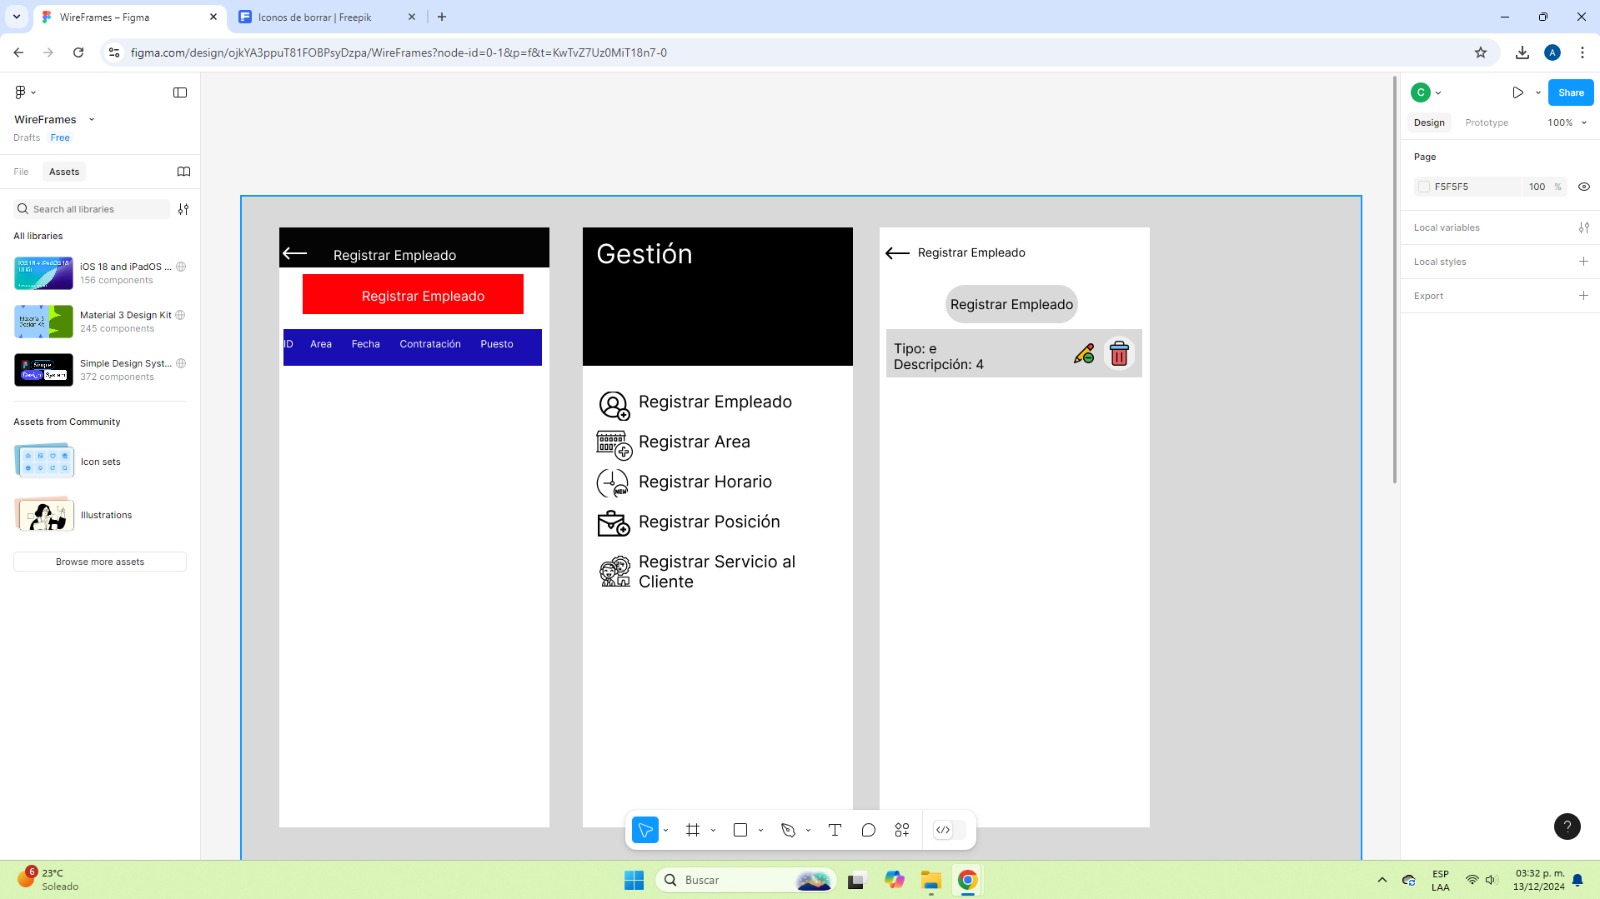 WireFrames – Figma
Iconos de borrar | Freepik
figma.com/design/ojkYA3ppuT81FOBPsyDzpa/WireFrames?node-id=0-1&p=f&t=KwTvZ7Uz0MiT18n7-0
A
WireFrames
Drafts Free
File Assets
Search all libraries
All libraries
iOS 18 and iPadOS ...
156 components
Material 3 Design Kit
245 components
Simple Design Syst...
372 components
Assets from Community
Icon sets
Illustrations
Browse more assets
Registrar Empleado
Registrar Empleado
ID Area Fecha Contratación Puesto
Gestión
Registrar Empleado
Registrar Area
Registrar Horario
NEW
Registrar Posición
Registrar Servicio al
Cliente
Registrar Empleado
Registrar Empleado
Tipo: e
Descripción: 4
C
Share
Design Prototype 100%
Page
F5F5F5 100 %
Local variables
Local styles
Export
?
6
23°C
Soleado
Buscar
ESP
LAA
03:32 p. m.
13/12/2024